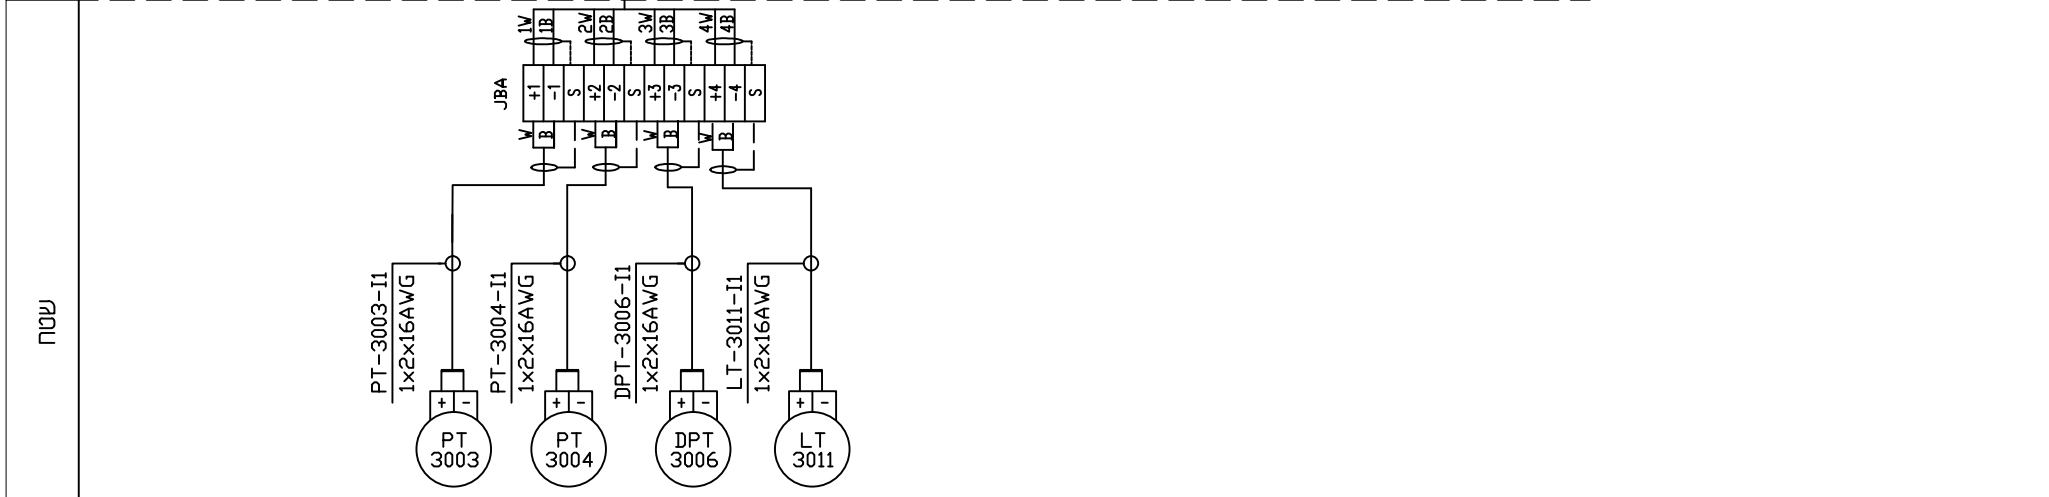 1W 1B 2W 2B 3W 3B 4W 4B
JBA
+1 -1 S +2 -2 S +3 -3 S +4 -4 S
W B W B W B W B
PT-3003-I1
1x2x16AWG
PT-3004-I1
1x2x16AWG
DPT-3006-I1
1x2x16AWG
LT-3011-I1
1x2x16AWG
שטח
+ - + - + - + -
PT
3003
PT
3004
DPT
3006
LT
3011